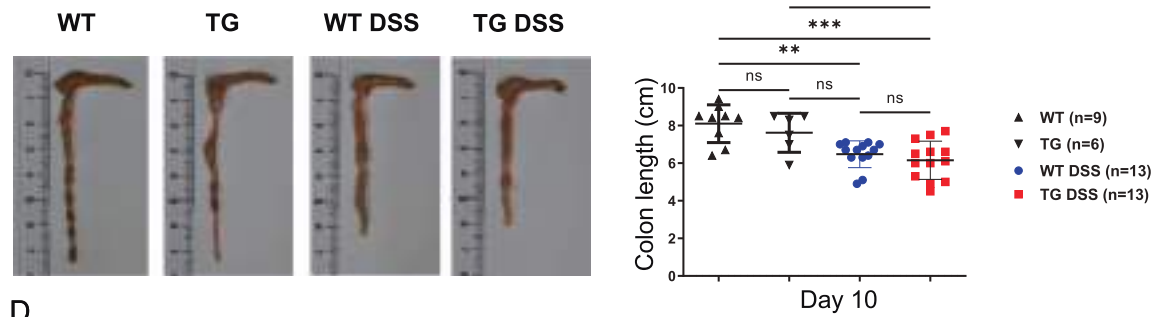 WT TG WT DSS TG DSS
***
**
ns ns ns
Colon length (cm)
10
8
6
4
2
0
Day 10
WT (n=9)
TG (n=6)
WT DSS (n=13)
TG DSS (n=13)
D